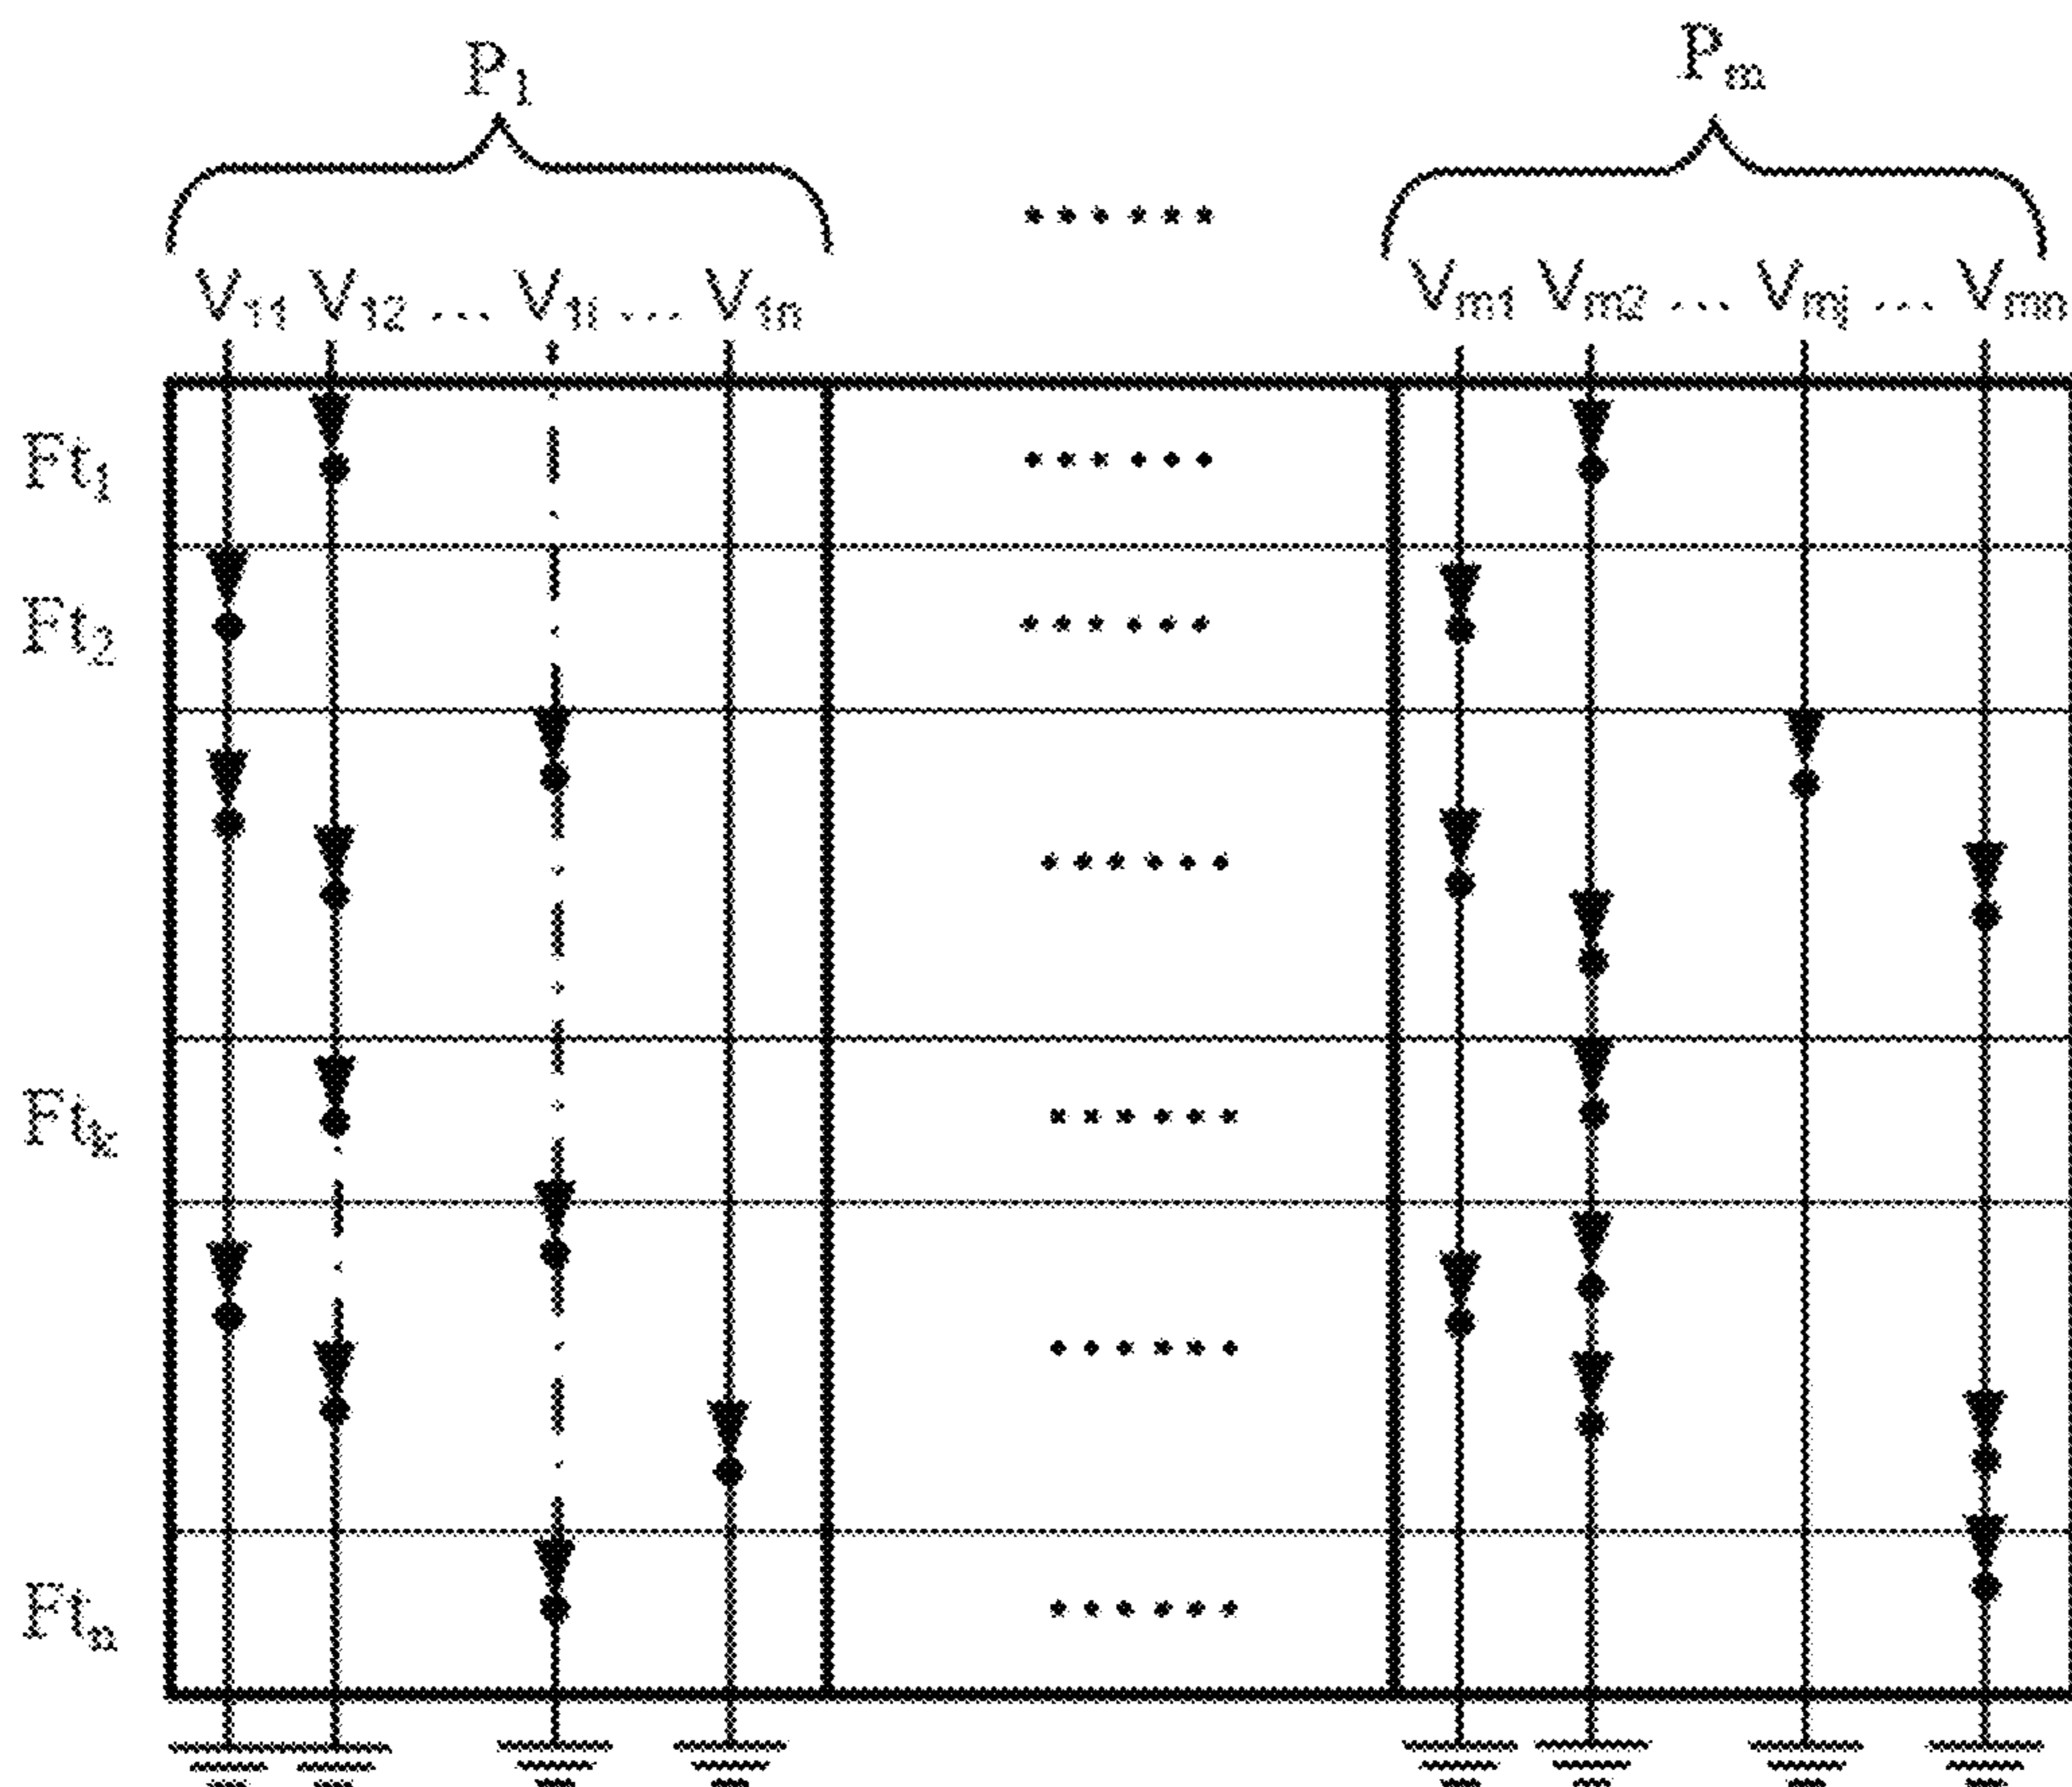 P₁ ...... Pₘ
V₁₁ V₁₂ ... V₁ᵢ ... V₁ₙ Vₘ₁ Vₘ₂ ... Vₘⱼ ... Vₘₙ
Ft₁ ......
Ft₂ ......
......
Ftₖ ......
......
Ftₙ ......